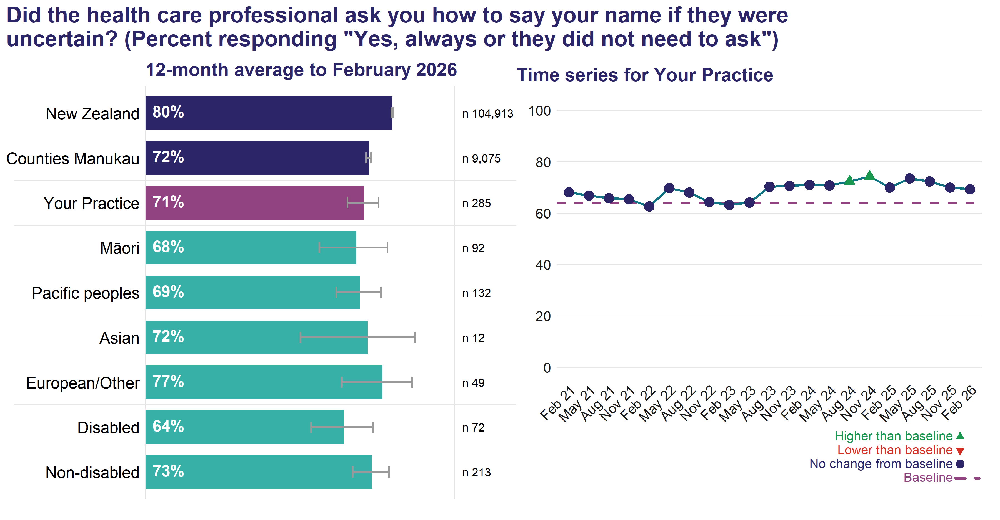 Did the health care professional ask you how to say your name if they were
uncertain? (Percent responding "Yes, always or they did not need to ask")
12-month average to February 2026
New Zealand 80% n 104,913
Counties Manukau 72% n 9,075
Your Practice 71% n 285
Māori 68% n 92
Pacific peoples 69% n 132
Asian 72% n 12
European/Other 77% n 49
Disabled 64% n 72
Non-disabled 73% n 213
Time series for Your Practice
100
80
60
40
20
0
Feb 21
May 21
Aug 21
Nov 21
Feb 22
May 22
Aug 22
Nov 22
Feb 23
May 23
Aug 23
Nov 23
Feb 24
May 24
Aug 24
Nov 24
Feb 25
May 25
Aug 25
Nov 25
Feb 26
Higher than baseline
Lower than baseline
No change from baseline
Baseline